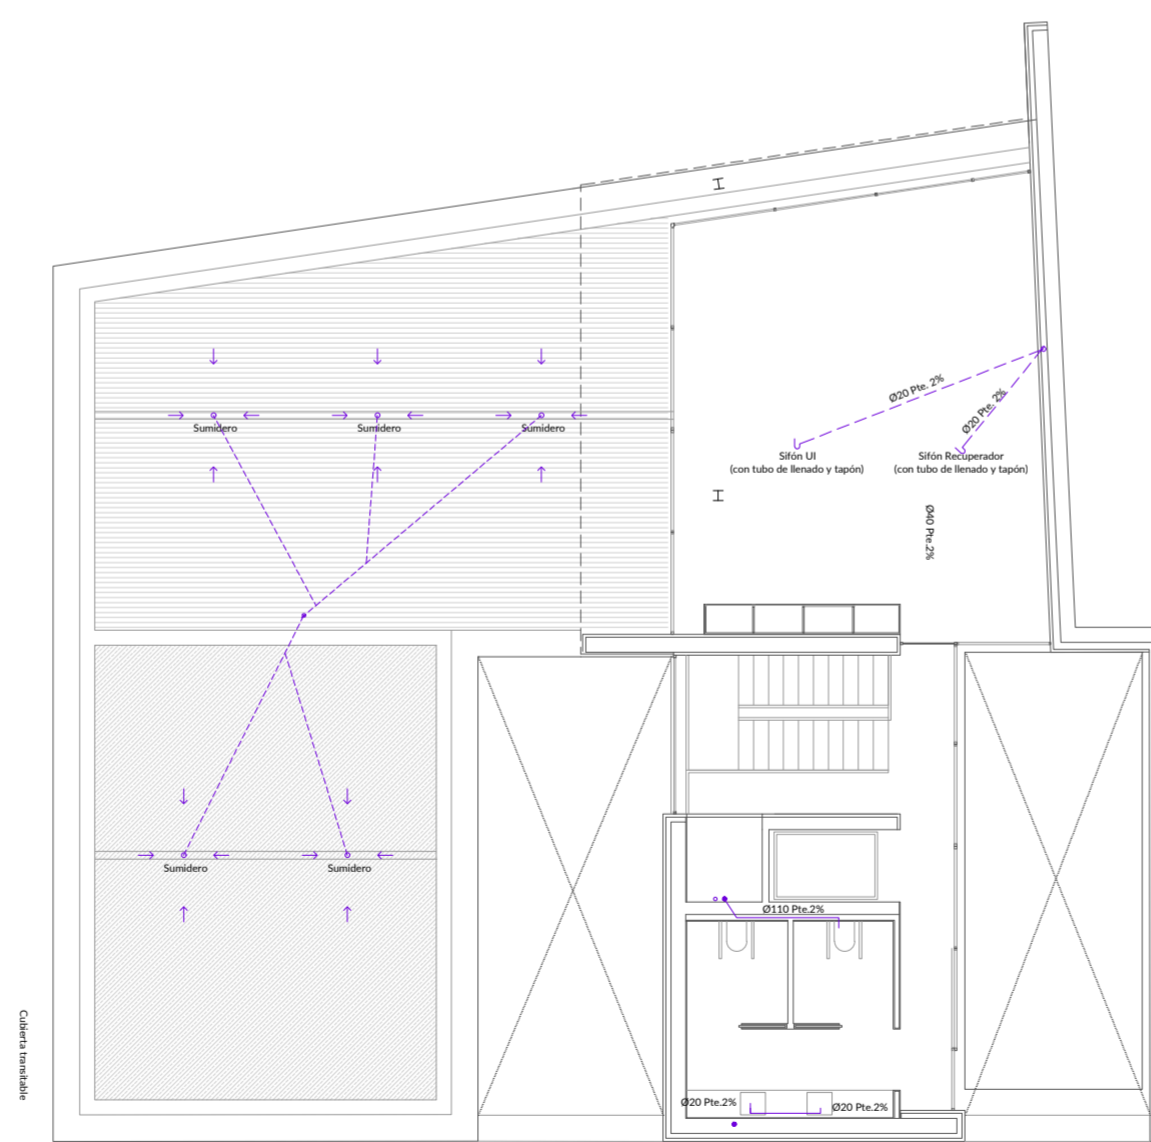 Ø20 Pte. 2%
Ø20 Pte. 2%
Sumidero
Sumidero
Sumidero
Sifón UI
(con tubo de llenado y tapón)
Sifón Recuperador
(con tubo de llenado y tapón)
Ø40 Pte.2%
Sumidero
Sumidero
Ø110 Pte.2%
Cubierta transitable
Ø20 Pte.2%
Ø20 Pte.2%